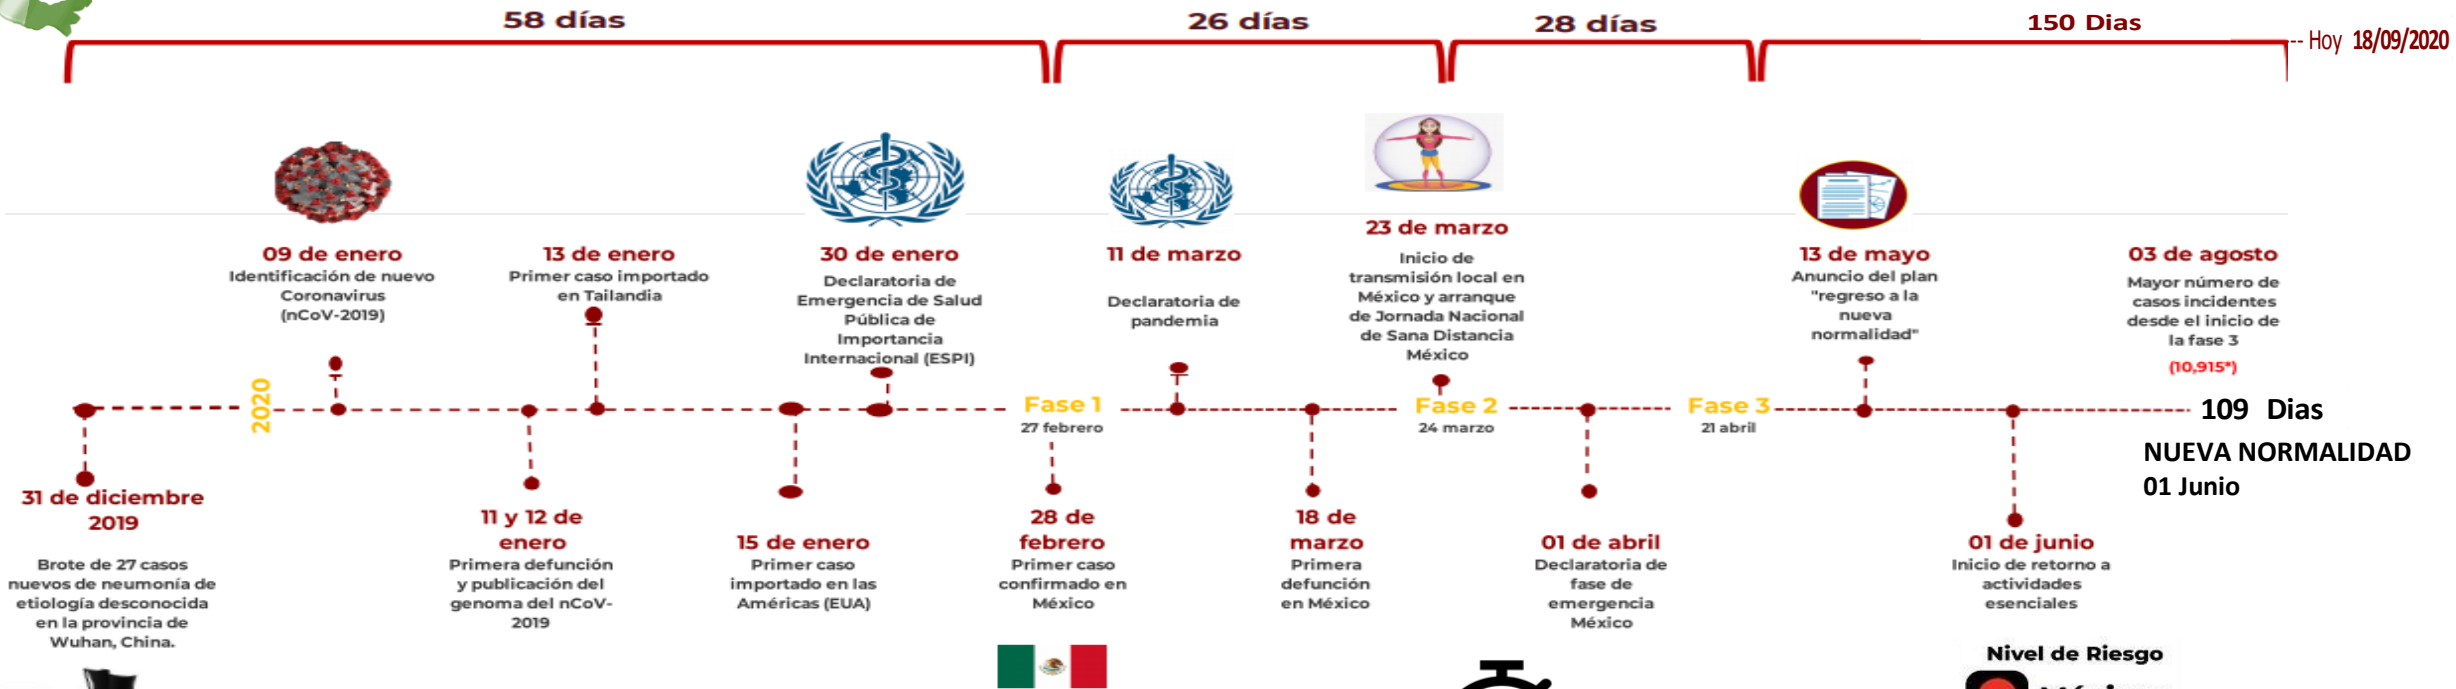 58 días
26 días
28 días
150 Dias
-- Hoy 18/09/2020
09 de enero
Identificación de nuevo
Coronavirus
(nCoV-2019)
13 de enero
Primer caso importado
en Tailandia
30 de enero
Declaratoria de
Emergencia de Salud
Pública de
Importancia
Internacional (ESPI)
11 de marzo
Declaratoria de
pandemia
23 de marzo
Inicio de
transmisión local en
México y arranque
de Jornada Nacional
de Sana Distancia
México
13 de mayo
Anuncio del plan
"regreso a la
nueva
normalidad"
03 de agosto
Mayor número de
casos incidentes
desde el inicio de
la fase 3
(10,915*)
2020
Fase 1
27 febrero
Fase 2
24 marzo
Fase 3
21 abril
109 Dias
NUEVA NORMALIDAD
01 Junio
31 de diciembre
2019
Brote de 27 casos
nuevos de neumonía de
etiología desconocida
en la provincia de
Wuhan, China.
11 y 12 de
enero
Primera defunción
y publicación del
genoma del nCoV-
2019
15 de enero
Primer caso
importado en las
Américas (EUA)
28 de
febrero
Primer caso
confirmado en
México
18 de
marzo
Primera
defunción
en México
01 de abril
Declaratoria de
fase de
emergencia
México
01 de junio
Inicio de retorno a
actividades
esenciales
Nivel de Riesgo